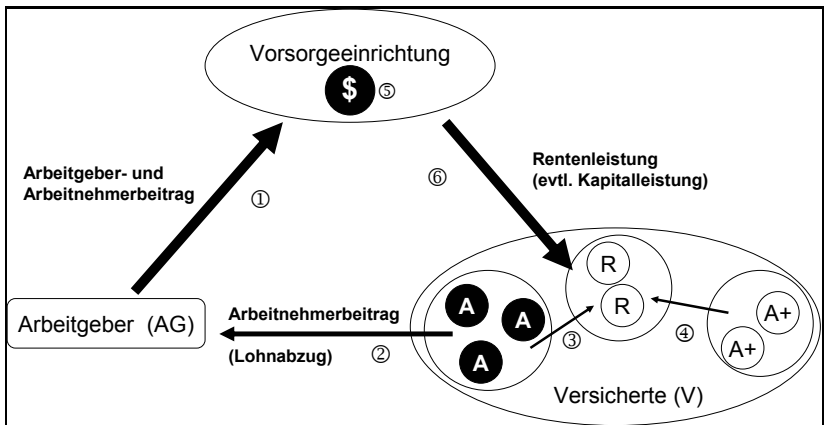 Vorsorgeeinrichtung
$ ⑤
Arbeitgeber- und
Arbeitnehmerbeitrag
①
⑥
Rentenleistung
(evtl. Kapitalleistung)
Arbeitgeber (AG)
Arbeitnehmerbeitrag
(Lohnabzug)
②
A
A
A
③
R
R
④
A+
A+
Versicherte (V)